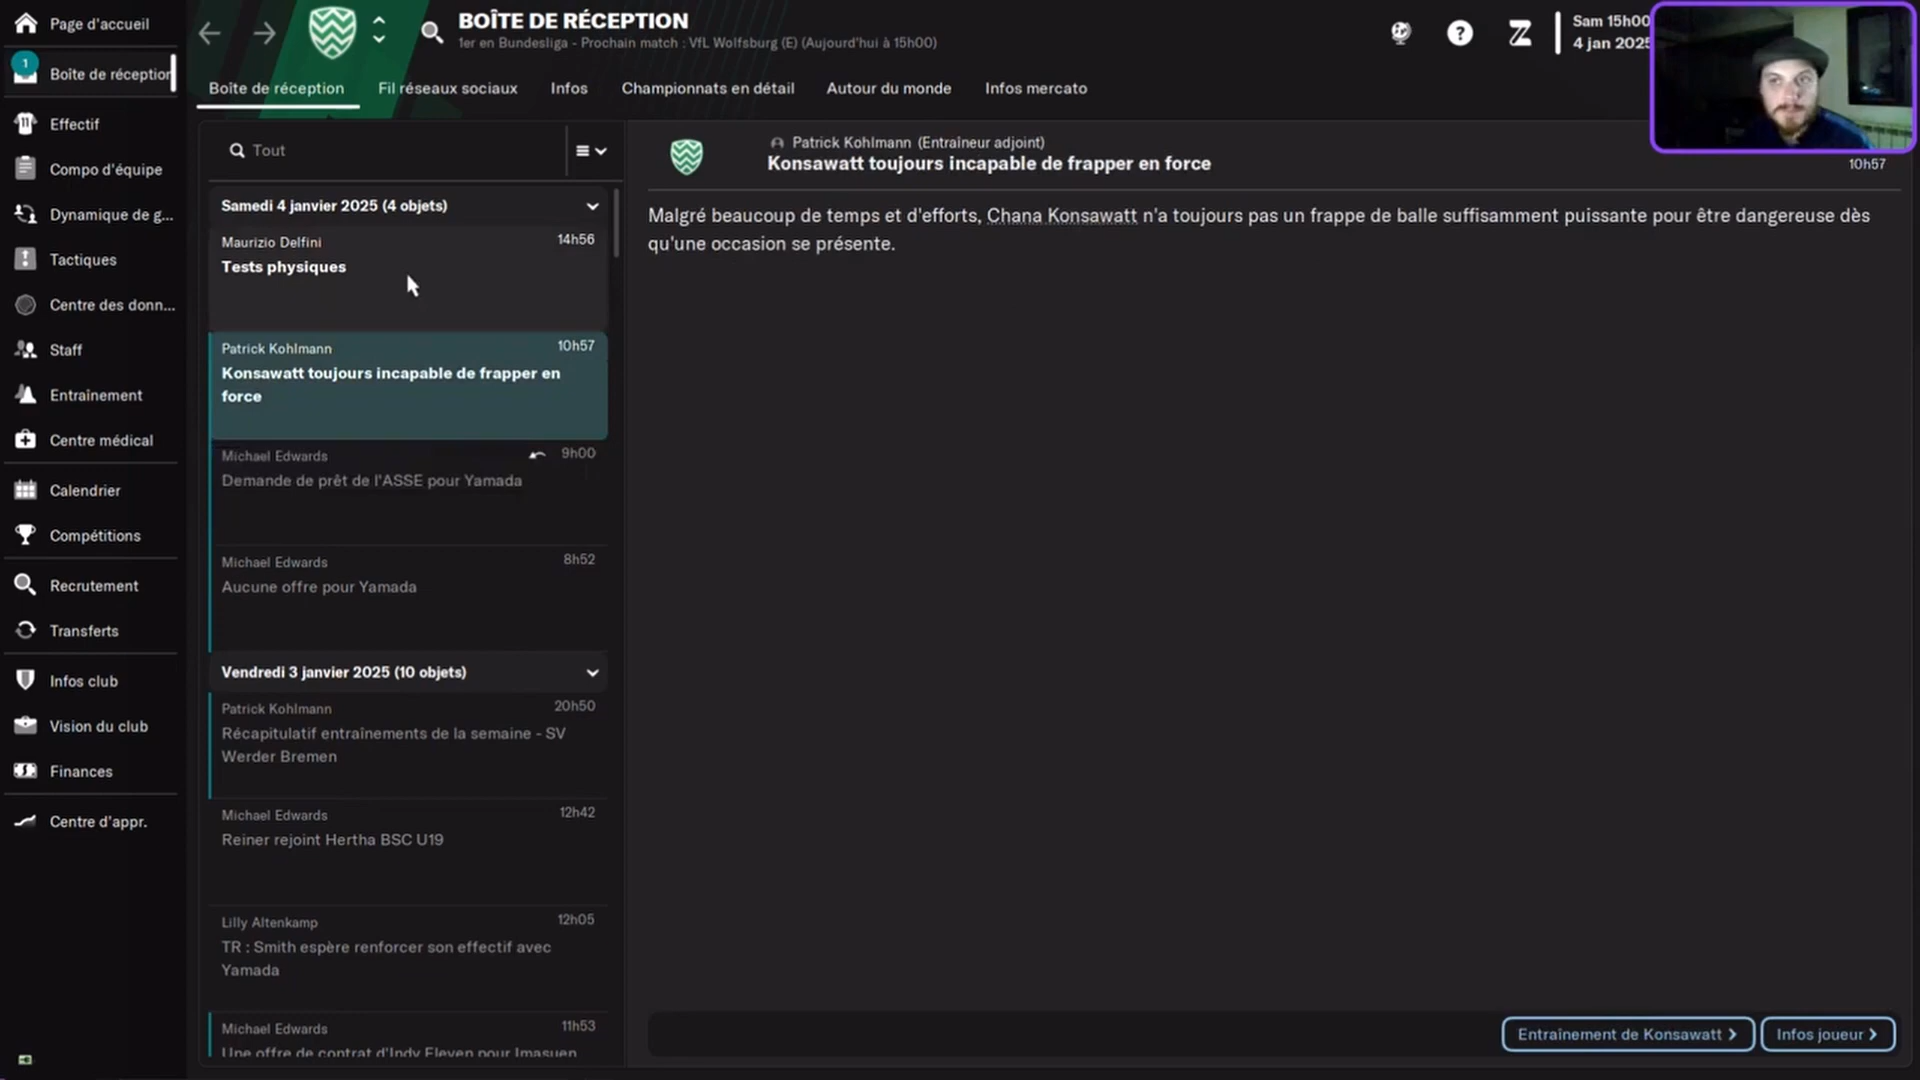 Page d'accueil
1
Boîte de réception
Effectif
Compo d'équipe
Dynamique de g...
Tactiques
Centre des donn...
Staff
Entraînement
Centre médical
Calendrier
Compétitions
Recrutement
Transferts
Infos club
Vision du club
Finances
Centre d'appr.
BOÎTE DE RÉCEPTION
1er en Bundesliga - Prochain match : VfL Wolfsburg (E) (Aujourd'hui à 15h00)
Sam 15h00
4 jan 2025
Boîte de réception
Fil réseaux sociaux
Infos
Championnats en détail
Autour du monde
Infos mercato
Tout
Samedi 4 janvier 2025 (4 objets)
Maurizio Delfini
14h56
Tests physiques
Patrick Kohlmann
10h57
Konsawatt toujours incapable de frapper en
force
Michael Edwards
9h00
Demande de prêt de l'ASSE pour Yamada
Michael Edwards
8h52
Aucune offre pour Yamada
Vendredi 3 janvier 2025 (10 objets)
Patrick Kohlmann
20h50
Récapitulatif entraînements de la semaine - SV
Werder Bremen
Michael Edwards
12h42
Reiner rejoint Hertha BSC U19
Lilly Altenkamp
12h05
TR : Smith espère renforcer son effectif avec
Yamada
Michael Edwards
11h53
Une offre de contrat d'Indy Eleven pour Imasuen
Patrick Kohlmann (Entraîneur adjoint)
Konsawatt toujours incapable de frapper en force
10h57
Malgré beaucoup de temps et d'efforts, Chana Konsawatt n'a toujours pas un frappe de balle suffisamment puissante pour être dangereuse dès
qu'une occasion se présente.
Entraînement de Konsawatt
Infos joueur